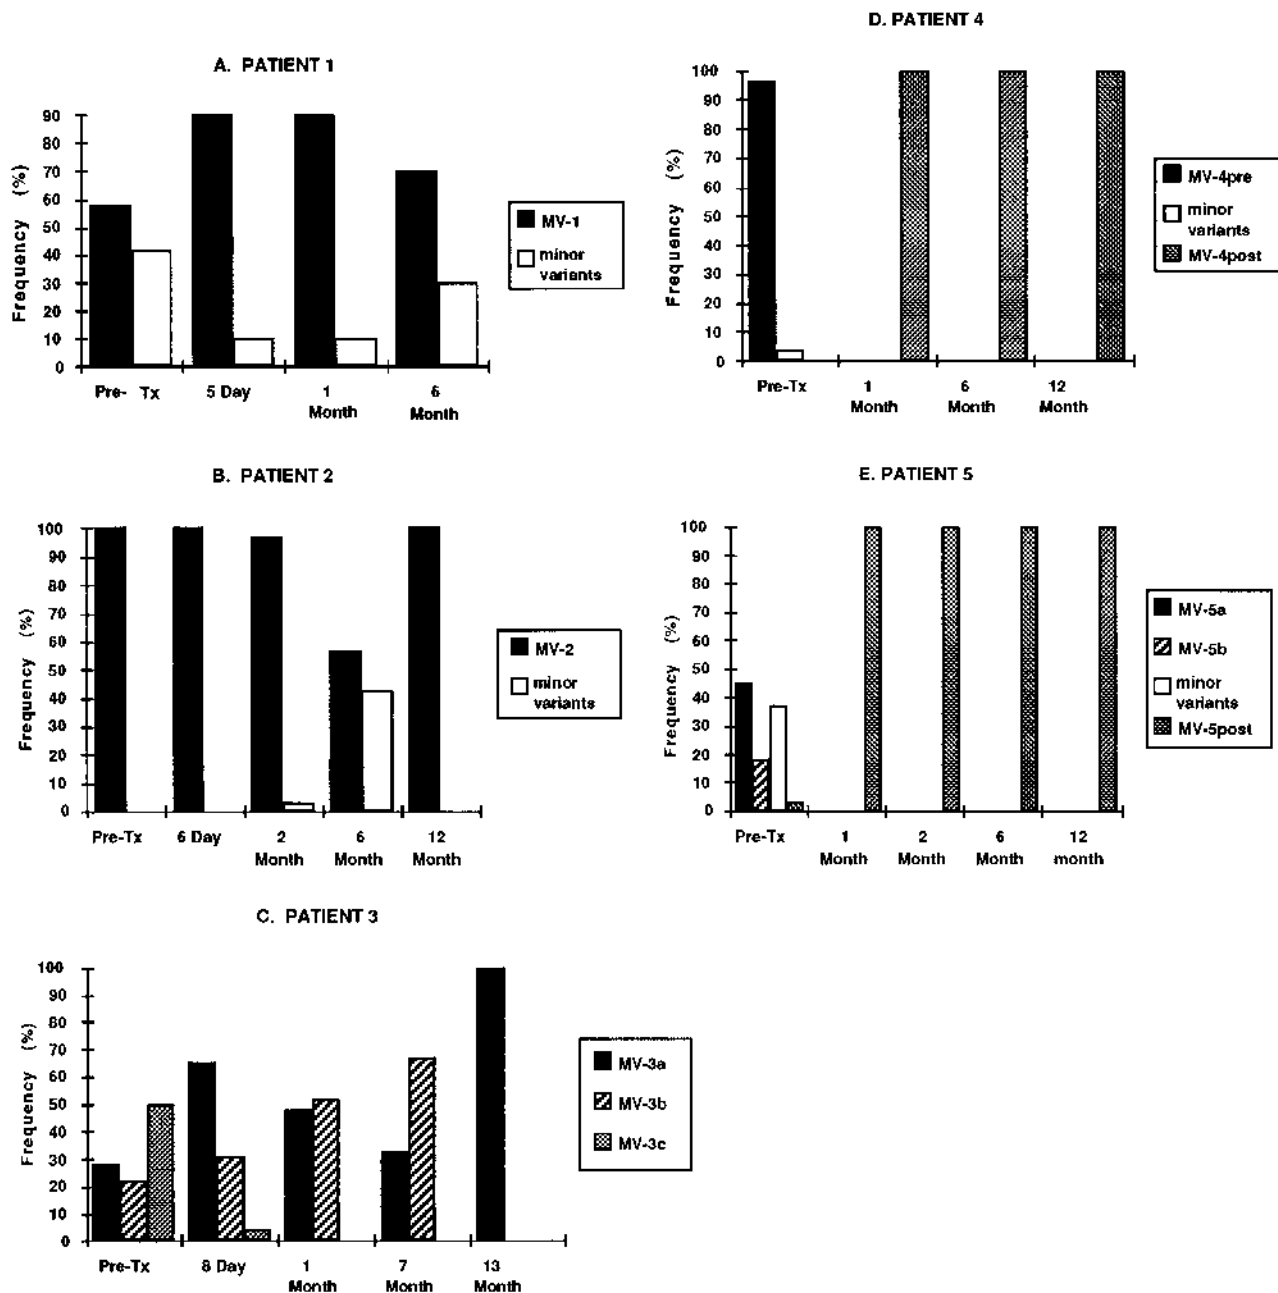 A. PATIENT 1
Frequency (%)
90
80
70
60
50
40
30
20
10
0
Pre- Tx
5 Day
1
Month
6
Month
MV-1
minor
variants
B. PATIENT 2
Frequency (%)
100
90
80
70
60
50
40
30
20
10
0
Pre-Tx
6 Day
2
Month
6
Month
12
Month
MV-2
minor
variants
C. PATIENT 3
Frequency (%)
100
90
80
70
60
50
40
30
20
10
0
Pre-Tx
8 Day
1
Month
7
Month
13
Month
MV-3a
MV-3b
MV-3c
D. PATIENT 4
Frequency (%)
100
90
80
70
60
50
40
30
20
10
0
Pre-Tx
1
Month
6
Month
12
Month
MV-4pre
minor
variants
MV-4post
E. PATIENT 5
Frequency (%)
100
90
80
70
60
50
40
30
20
10
0
Pre-Tx
1
Month
2
Month
6
Month
12
month
MV-5a
MV-5b
minor
variants
MV-5post